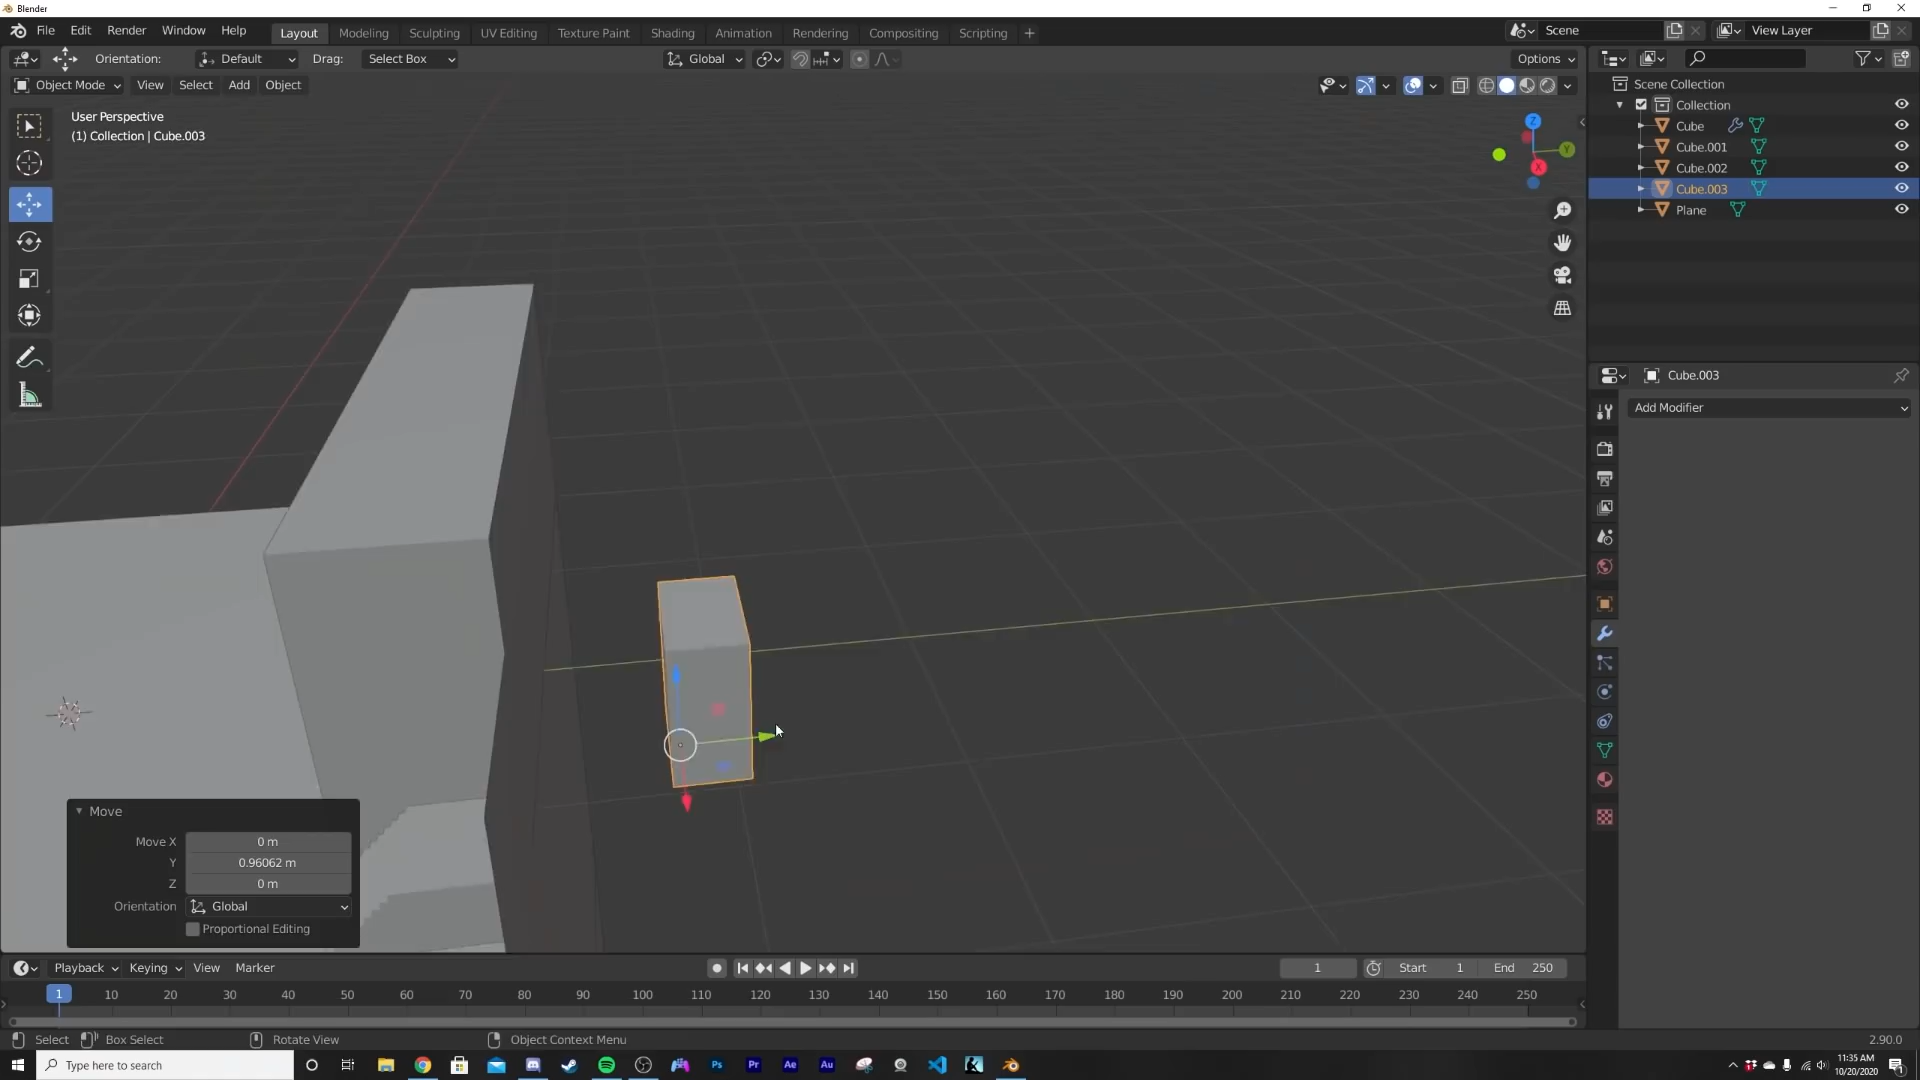 Blender
File Edit Render Window Help Layout Modeling Sculpting UV Editing Texture Paint Shading Animation Rendering Compositing Scripting + Scene View Layer
Orientation: Default Drag: Select Box Global Options
Object Mode View Select Add Object
User Perspective
(1) Collection | Cube.003
Z
Y
X
Scene Collection
Collection
Cube
Cube.001
Cube.002
Cube.003
Plane
Cube.003
Add Modifier
Move
Move X 0 m
Y 0.96062 m
Z 0 m
Orientation Global
Proportional Editing
Playback Keying View Marker 1 Start 1 End 250
1 10 20 30 40 50 60 70 80 90 100 110 120 130 140 150 160 170 180 190 200 210 220 230 240 250
Select Box Select Rotate View Object Context Menu 2.90.0
Type here to search Ps Pr Ae Au
11:35 AM
10/20/2020